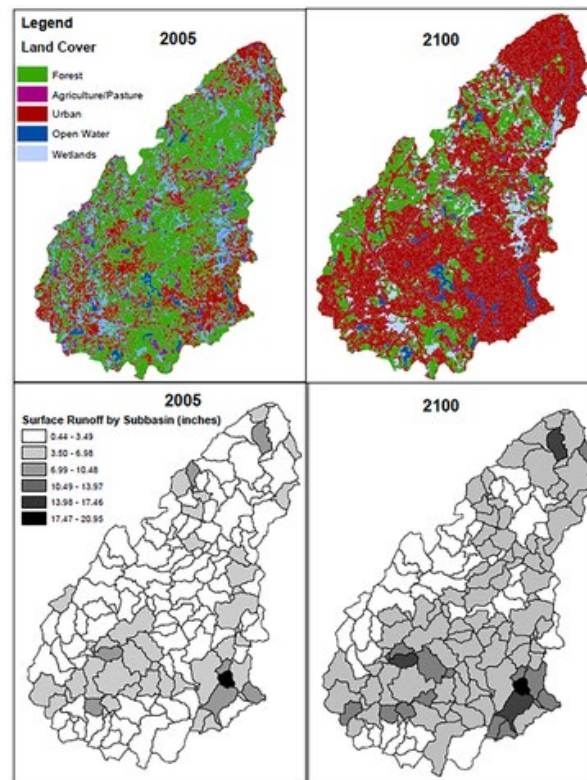 Legend
Land Cover
Forest
Agriculture/Pasture
Urban
Open Water
Wetlands
2005
2100
2005
Surface Runoff by Subbasin (inches)
0.44 - 3.49
3.50 - 6.98
6.99 - 10.48
10.49 - 13.97
13.98 - 17.46
17.47 - 20.95
2100